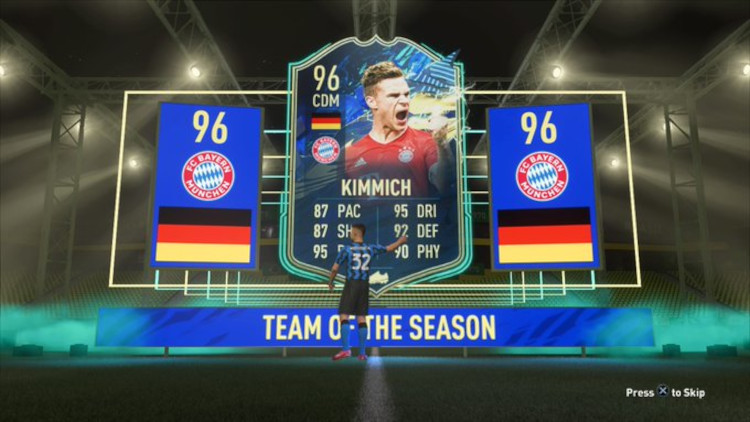 96
CDM
KIMMICH
87 PAC
95 DRI
87 SH
92 DEF
95
90 PHY
96
FC BAYERN
MÜNCHEN
96
FC BAYERN
MÜNCHEN
32
TEAM OF THE SEASON
Press X to Skip